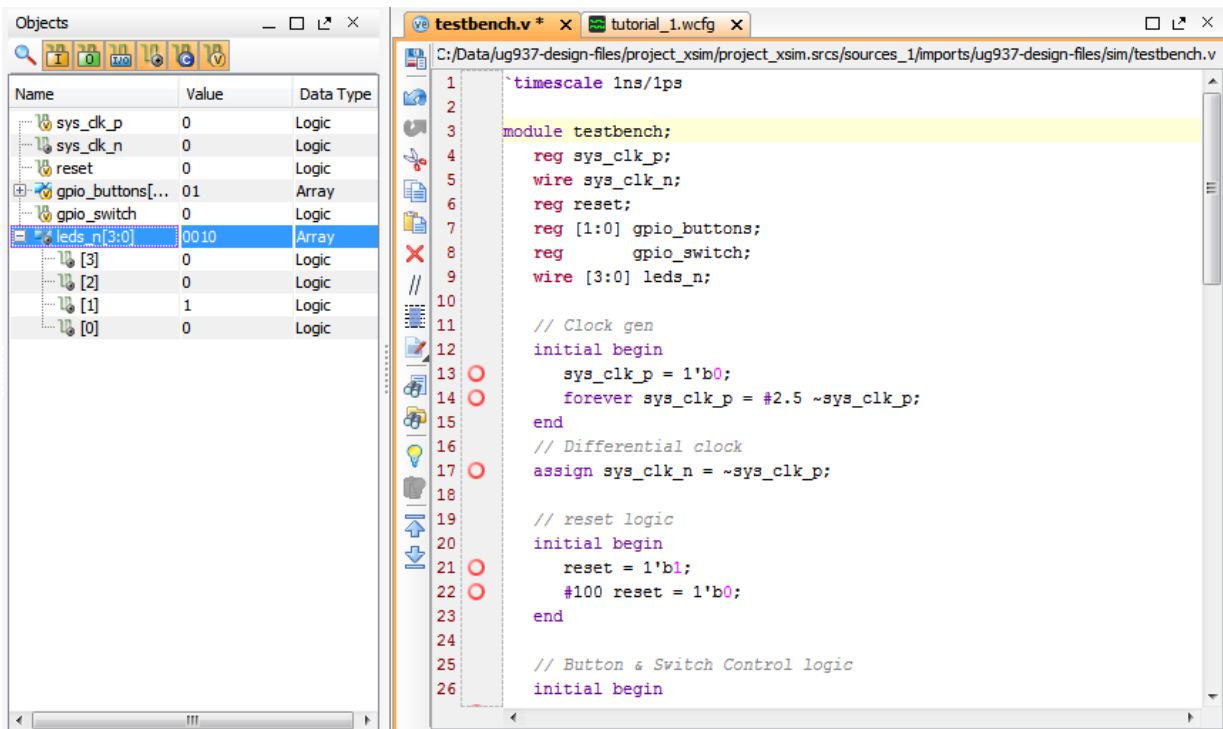 Objects
Name Value Data Type
sys_clk_p 0 Logic
sys_clk_n 0 Logic
reset 0 Logic
gpio_buttons[... 01 Array
gpio_switch 0 Logic
leds_n[3:0] 0010 Array
[3] 0 Logic
[2] 0 Logic
[1] 1 Logic
[0] 0 Logic
testbench.v * tutorial_1.wcfg
C:/Data/ug937-design-files/project_xsim/project_xsim.srcs/sources_1/imports/ug937-design-files/sim/testbench.v
1 `timescale 1ns/1ps
2
3 module testbench;
4 reg sys_clk_p;
5 wire sys_clk_n;
6 reg reset;
7 reg [1:0] gpio_buttons;
8 reg gpio_switch;
9 wire [3:0] leds_n;
10
11 // Clock gen
12 initial begin
13 sys_clk_p = 1'b0;
14 forever sys_clk_p = #2.5 ~sys_clk_p;
15 end
16 // Differential clock
17 assign sys_clk_n = ~sys_clk_p;
18
19 // reset logic
20 initial begin
21 reset = 1'b1;
22 #100 reset = 1'b0;
23 end
24
25 // Button & Switch Control logic
26 initial begin